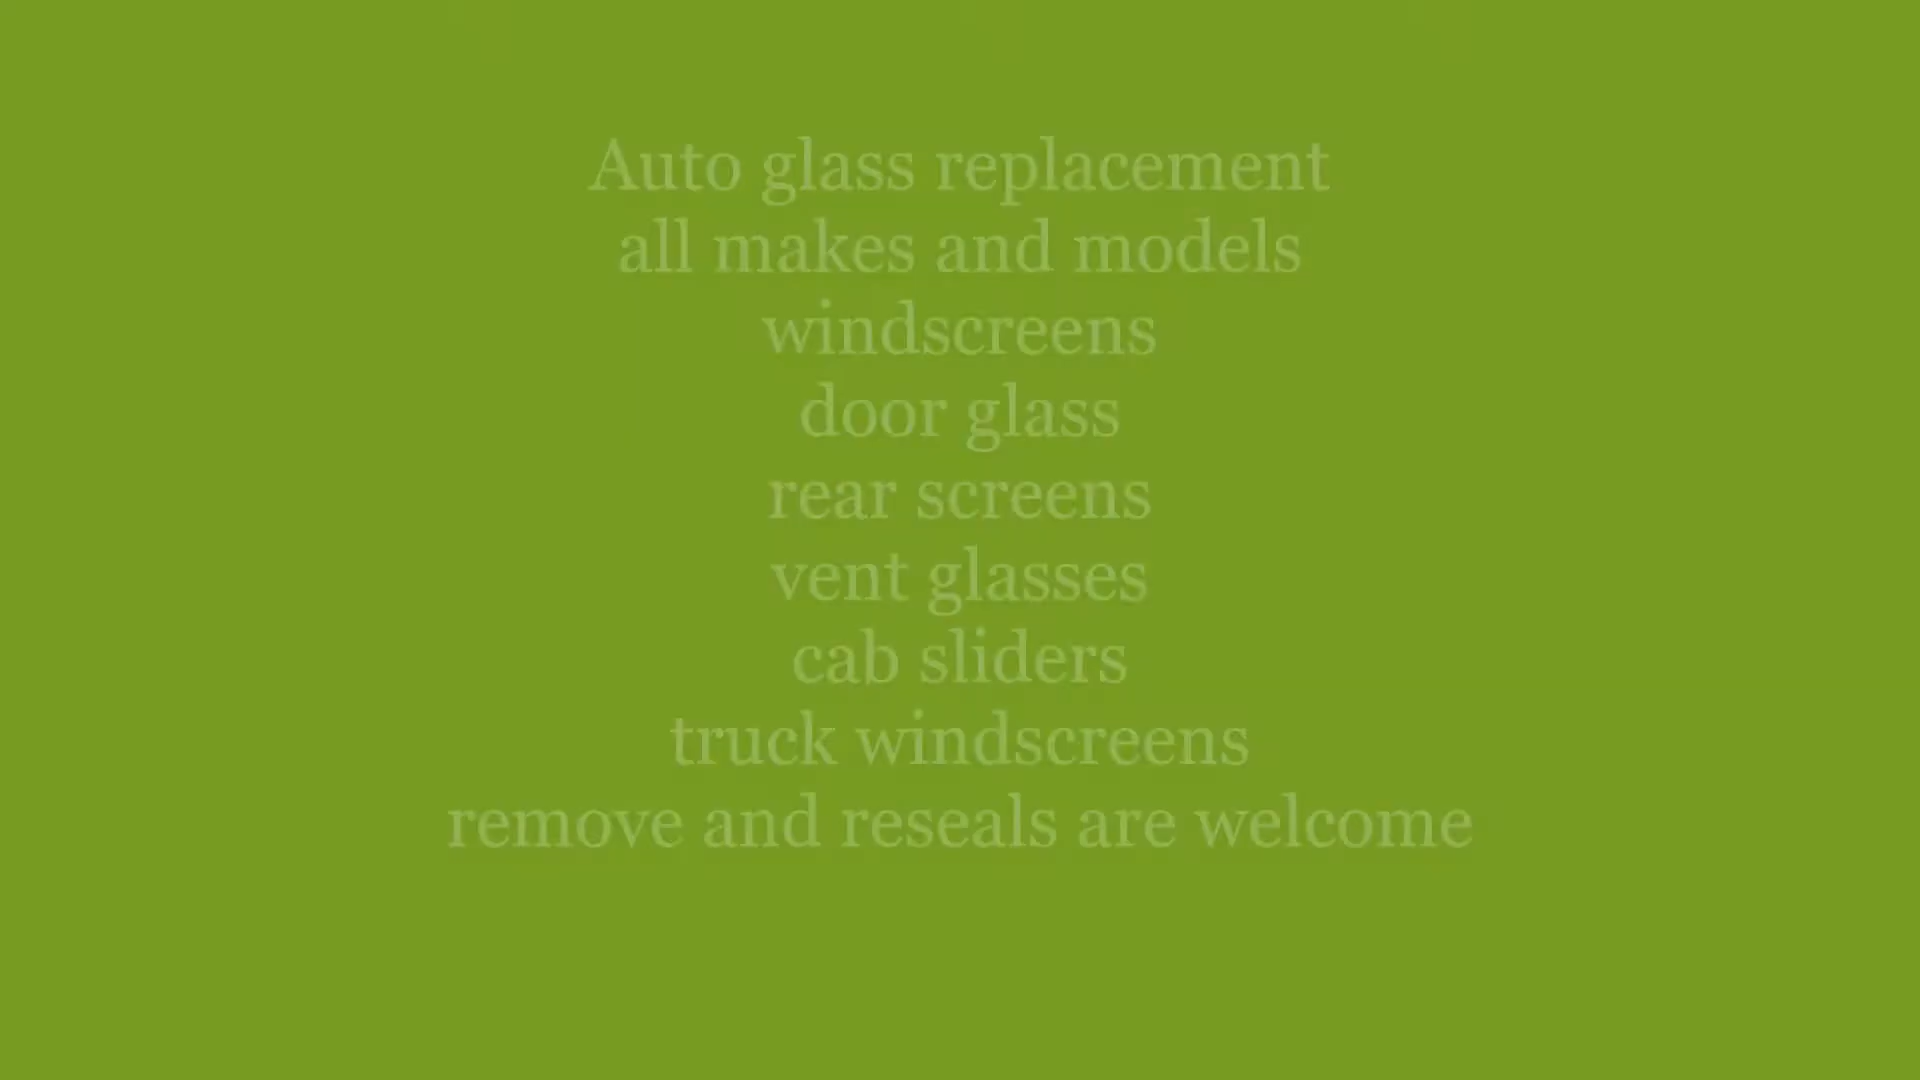 Auto glass replacement
all makes and models
windscreens
door glass
rear screens
vent glasses
cab sliders
truck windscreens
remove and reseals are welcome